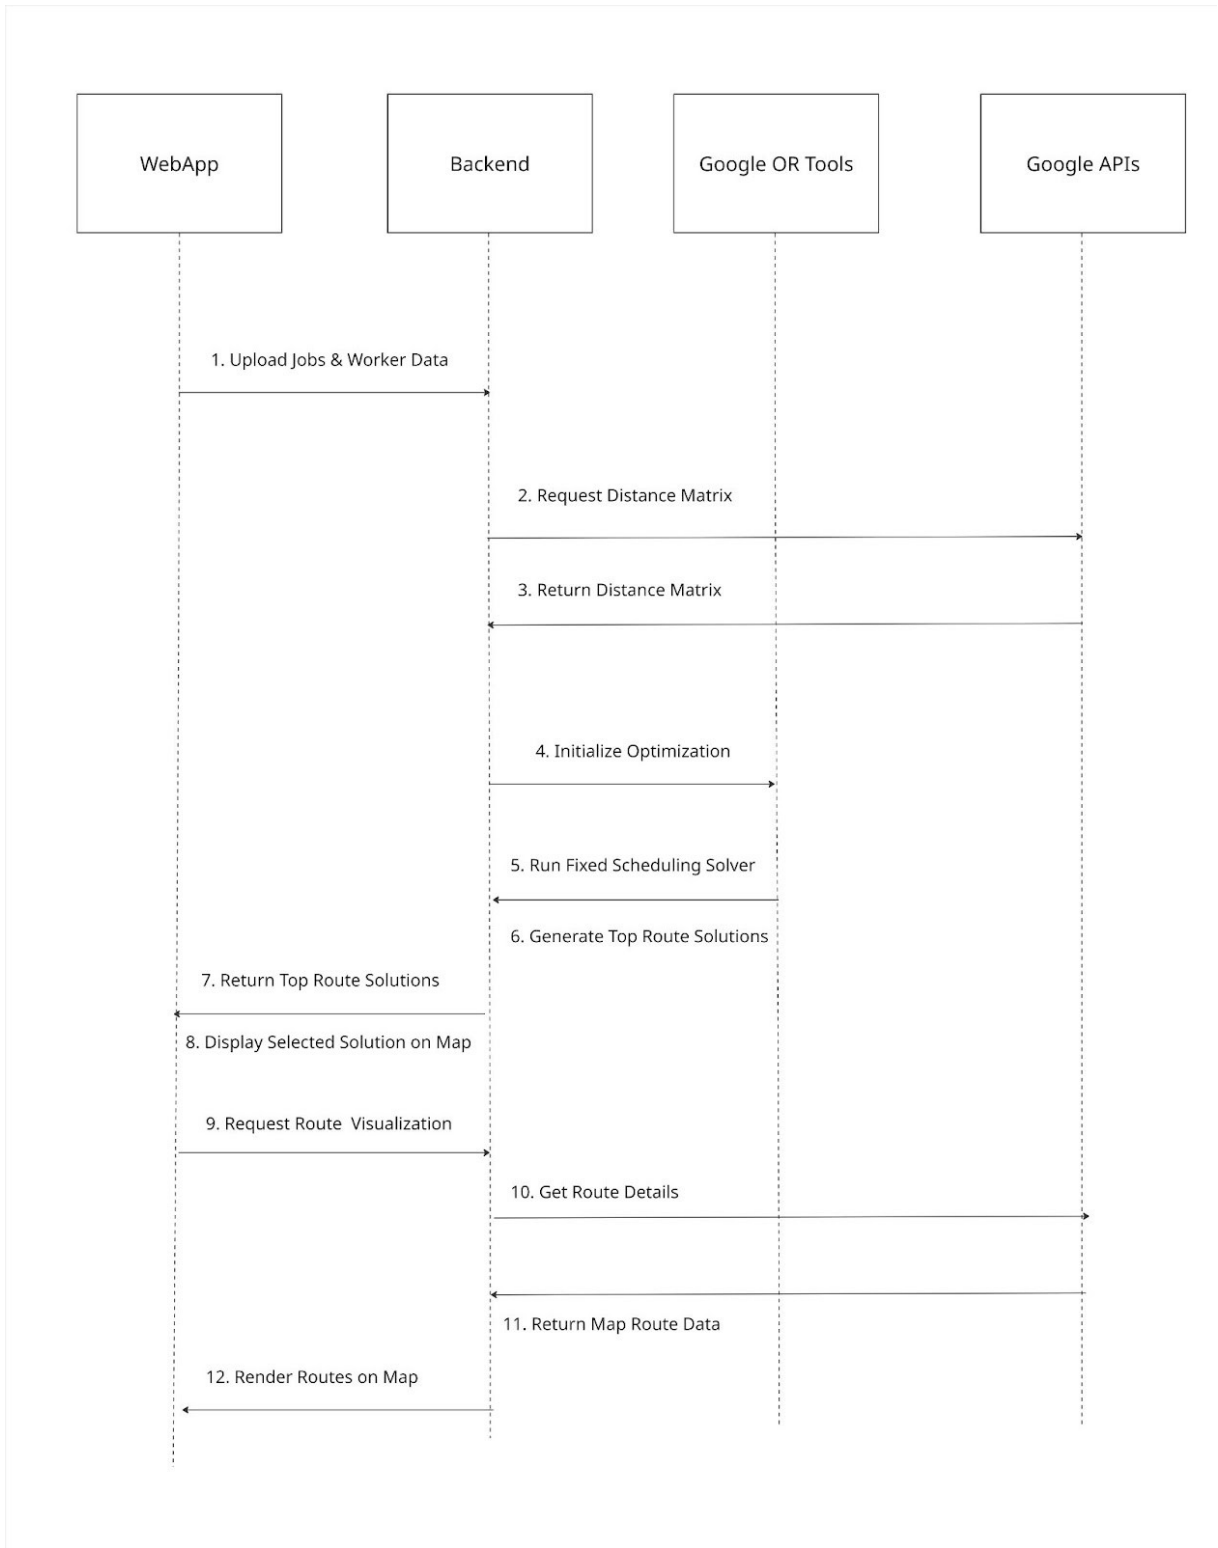 WebApp
Backend
Google OR Tools
Google APIs
1. Upload Jobs & Worker Data
2. Request Distance Matrix
3. Return Distance Matrix
4. Initialize Optimization
5. Run Fixed Scheduling Solver
6. Generate Top Route Solutions
7. Return Top Route Solutions
8. Display Selected Solution on Map
9. Request Route  Visualization
10. Get Route Details
11. Return Map Route Data
12. Render Routes on Map